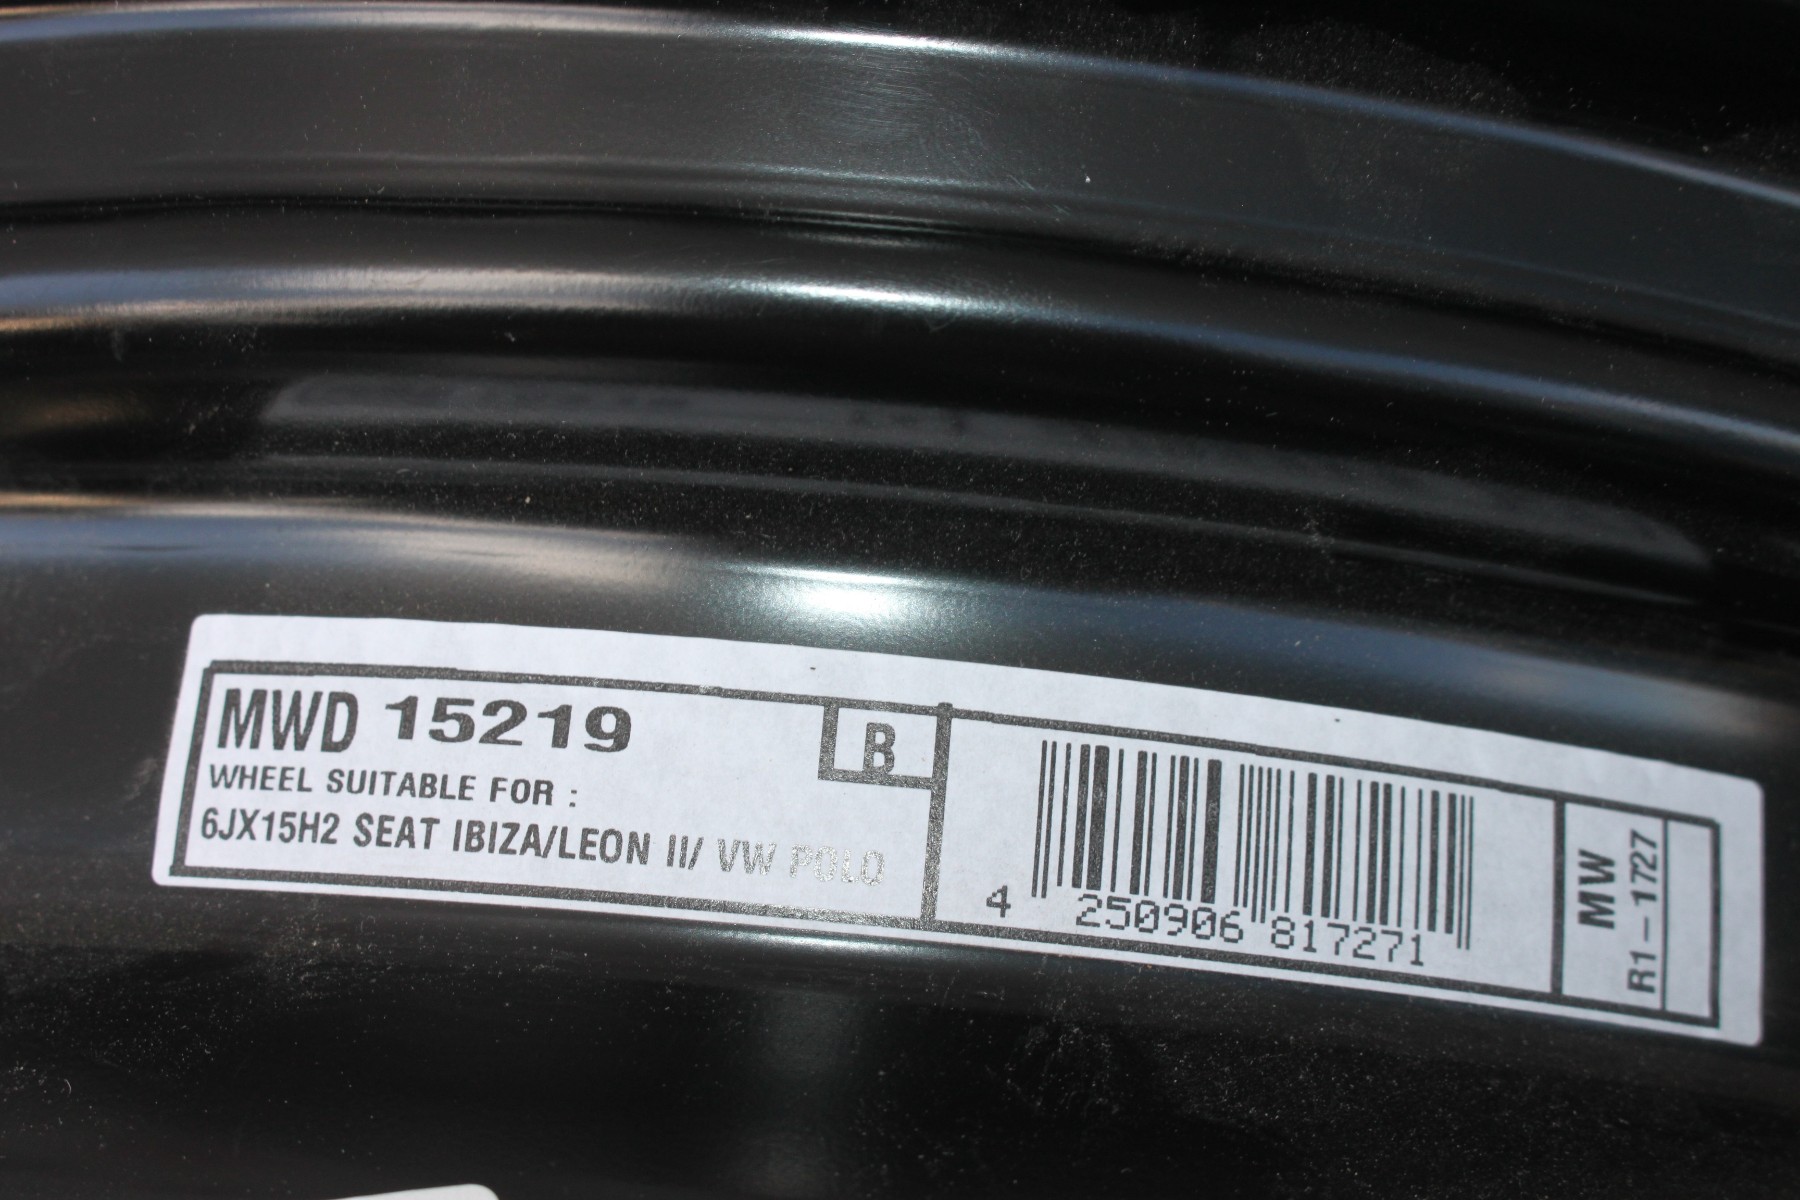 MWD 15219
B
WHEEL SUITABLE FOR :
6JX15H2 SEAT IBIZA/LEON II/ VW POLO
4 250906 817271
MW
R1-1727